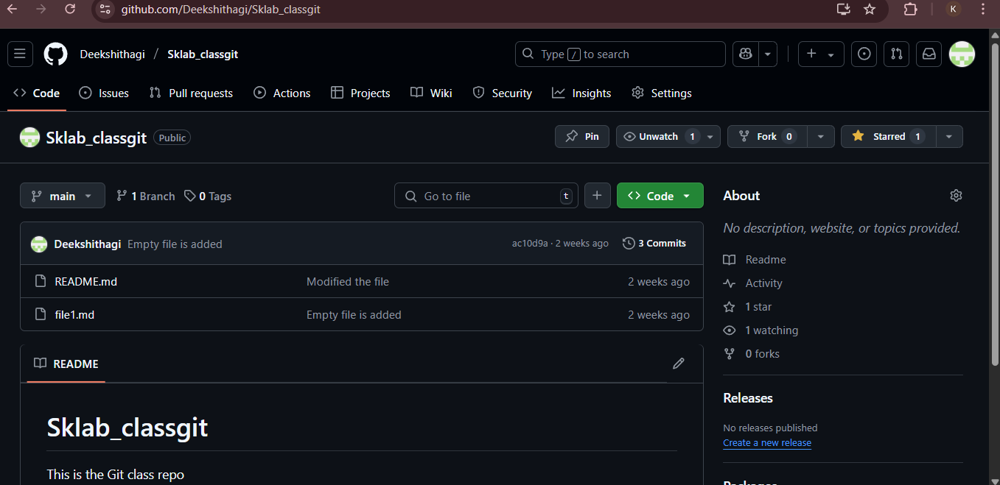 github.com/Deekshithagi/Sklab_classgit
K
Deekshithagi / Sklab_classgit
Type / to search
Code Issues Pull requests Actions Projects Wiki Security Insights Settings
Sklab_classgit Public
Pin Unwatch 1 Fork 0 Starred 1
main 1 Branch 0 Tags
Go to file t
Code
About
No description, website, or topics provided.
Deekshithagi Empty file is added ac10d9a · 2 weeks ago 3 Commits
README.md Modified the file 2 weeks ago
file1.md Empty file is added 2 weeks ago
Readme
Activity
1 star
1 watching
0 forks
README
Sklab_classgit
This is the Git class repo
Releases
No releases published
Create a new release
Packages